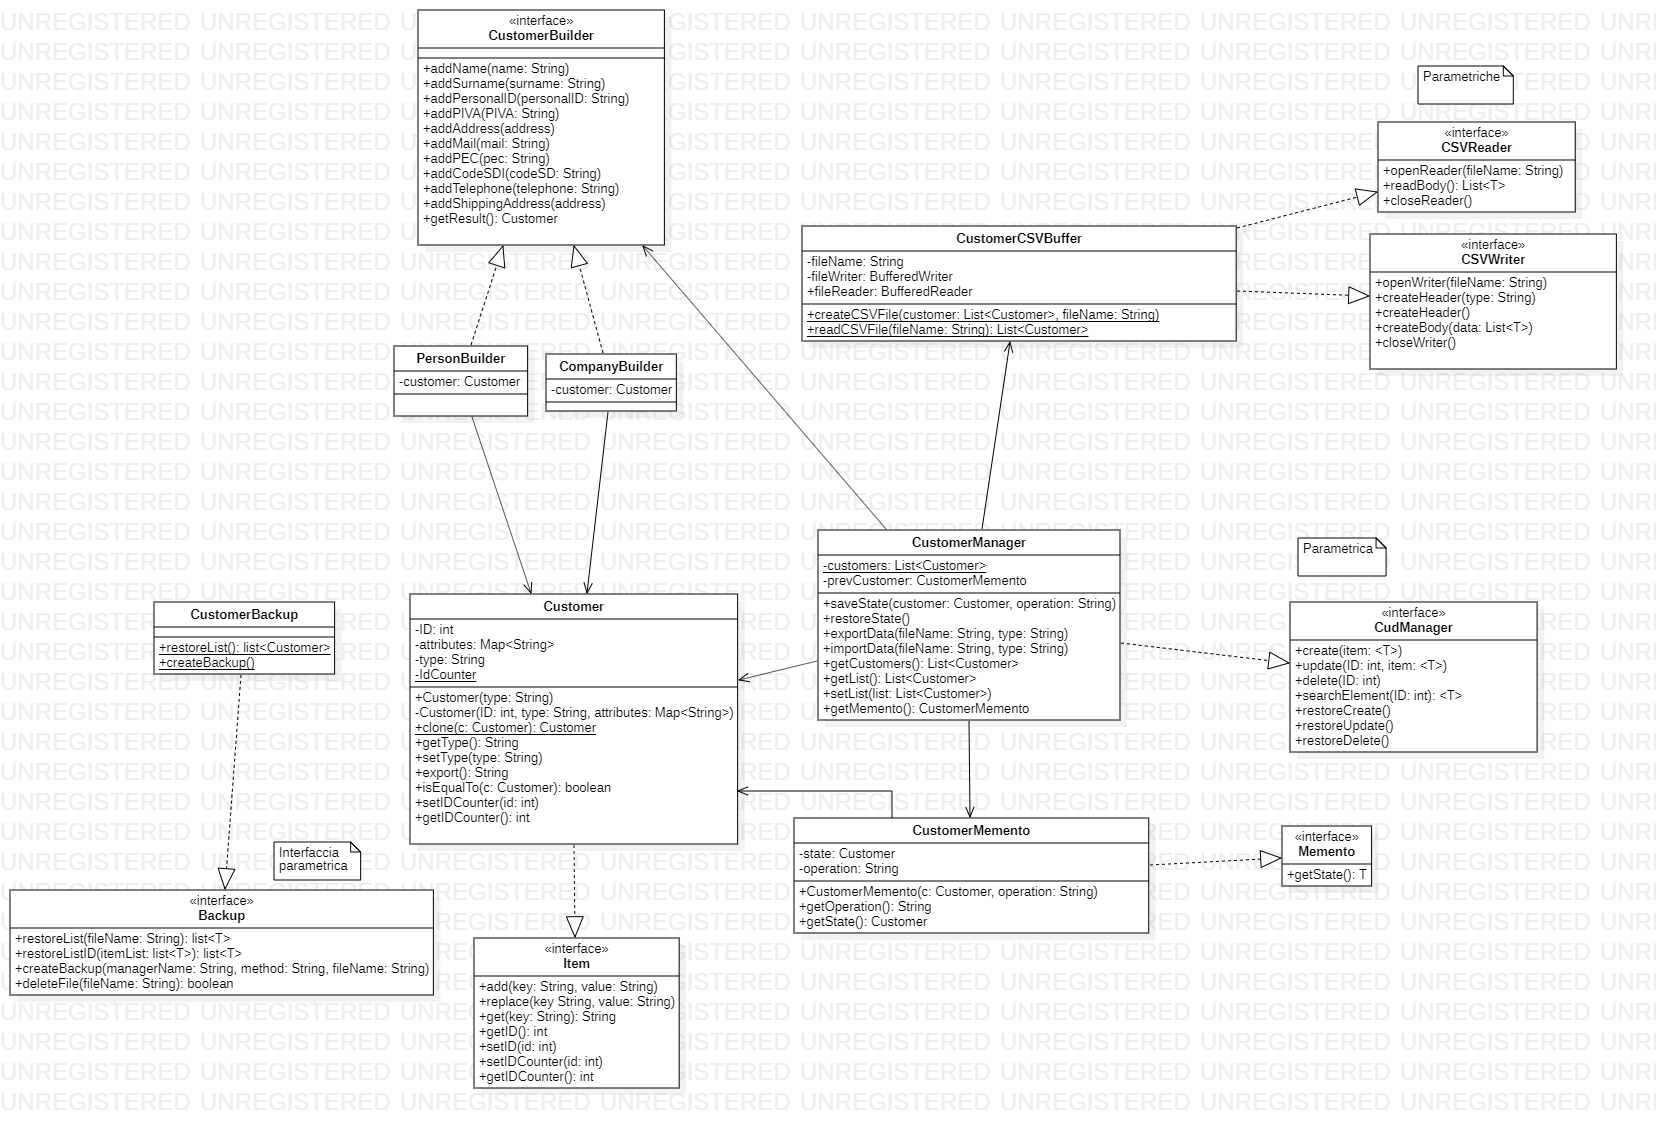 «interface»
CustomerBuilder
+addName(name: String)
+addSurname(surname: String)
+addPersonalID(personalID: String)
+addPIVA(PIVA: String)
+addAddress(address)
+addMail(mail: String)
+addPEC(pec: String)
+addCodeSDI(codeSD: String)
+addTelephone(telephone: String)
+addShippingAddress(address)
+getResult(): Customer
Parametriche
«interface»
CSVReader
+openReader(fileName: String)
+readBody(): List<T>
+closeReader()
CustomerCSVBuffer
-fileName: String
-fileWriter: BufferedWriter
+fileReader: BufferedReader
+createCSVFile(customer: List<Customer>, fileName: String)
+readCSVFile(fileName: String): List<Customer>
«interface»
CSVWriter
+openWriter(fileName: String)
+createHeader(type: String)
+createHeader()
+createBody(data: List<T>)
+closeWriter()
PersonBuilder
-customer: Customer
CompanyBuilder
-customer: Customer
CustomerManager
-customers: List<Customer>
-prevCustomer: CustomerMemento
+saveState(customer: Customer, operation: String)
+restoreState()
+exportData(fileName: String, type: String)
+importData(fileName: String, type: String)
+getCustomers(): List<Customer>
+getList(): List<Customer>
+setList(list: List<Customer>)
+getMemento(): CustomerMemento
Parametrica
«interface»
CudManager
+create(item: <T>)
+update(ID: int, item: <T>)
+delete(ID: int)
+searchElement(ID: int): <T>
+restoreCreate()
+restoreUpdate()
+restoreDelete()
CustomerBackup
+restoreList(): list<Customer>
+createBackup()
Customer
-ID: int
-attributes: Map<String>
-type: String
-IdCounter
+Customer(type: String)
-Customer(ID: int, type: String, attributes: Map<String>)
+clone(c: Customer): Customer
+getType(): String
+setType(type: String)
+export(): String
+isEqualTo(c: Customer): boolean
+setIDCounter(id: int)
+getIDCounter(): int
CustomerMemento
-state: Customer
-operation: String
+CustomerMemento(c: Customer, operation: String)
+getOperation(): String
+getState(): Customer
«interface»
Memento
+getState(): T
Interfaccia
parametrica
«interface»
Backup
+restoreList(fileName: String): list<T>
+restoreListID(itemList: list<T>): list<T>
+createBackup(managerName: String, method: String, fileName: String)
+deleteFile(fileName: String): boolean
«interface»
Item
+add(key: String, value: String)
+replace(key String, value: String)
+get(key: String): String
+getID(): int
+setID(id: int)
+setIDCounter(id: int)
+getIDCounter(): int